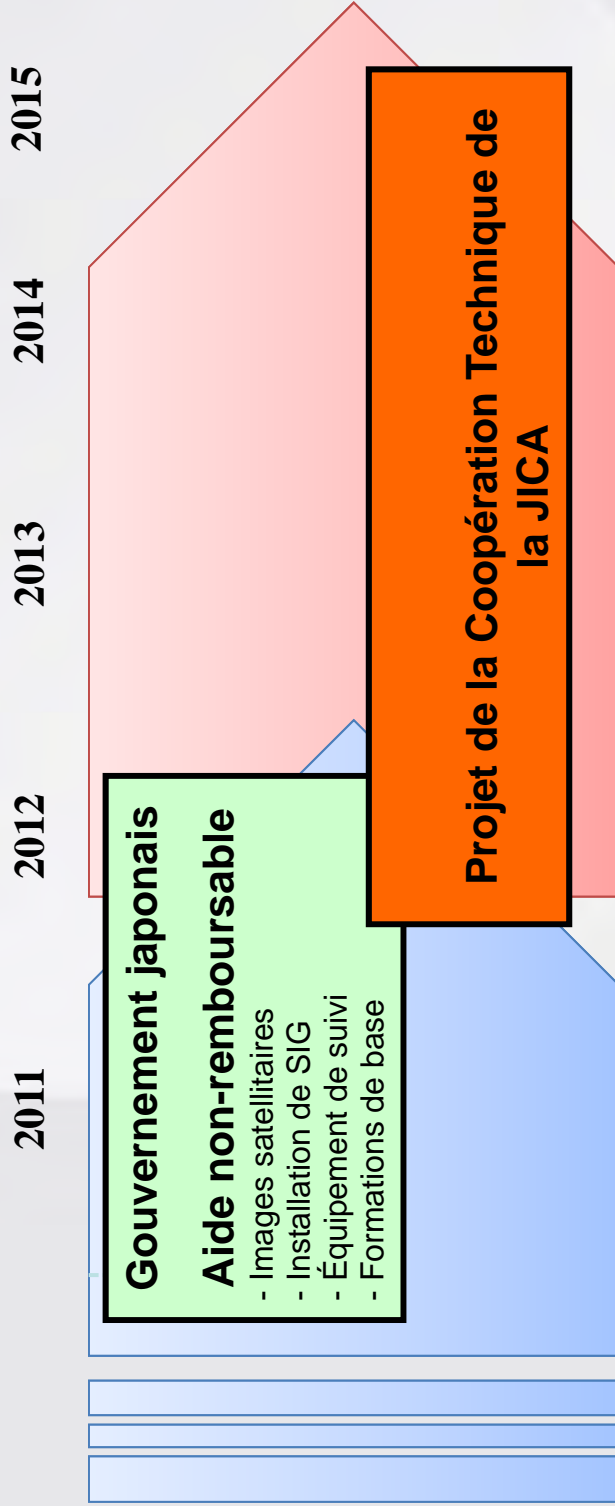 2011 2012 2013 2014 2015
Gouvernement japonais
Aide non-remboursable
- Images satellitaires
- Installation de SIG
- Équipement de suivi
- Formations de base
Projet de la Coopération Technique de
la JICA